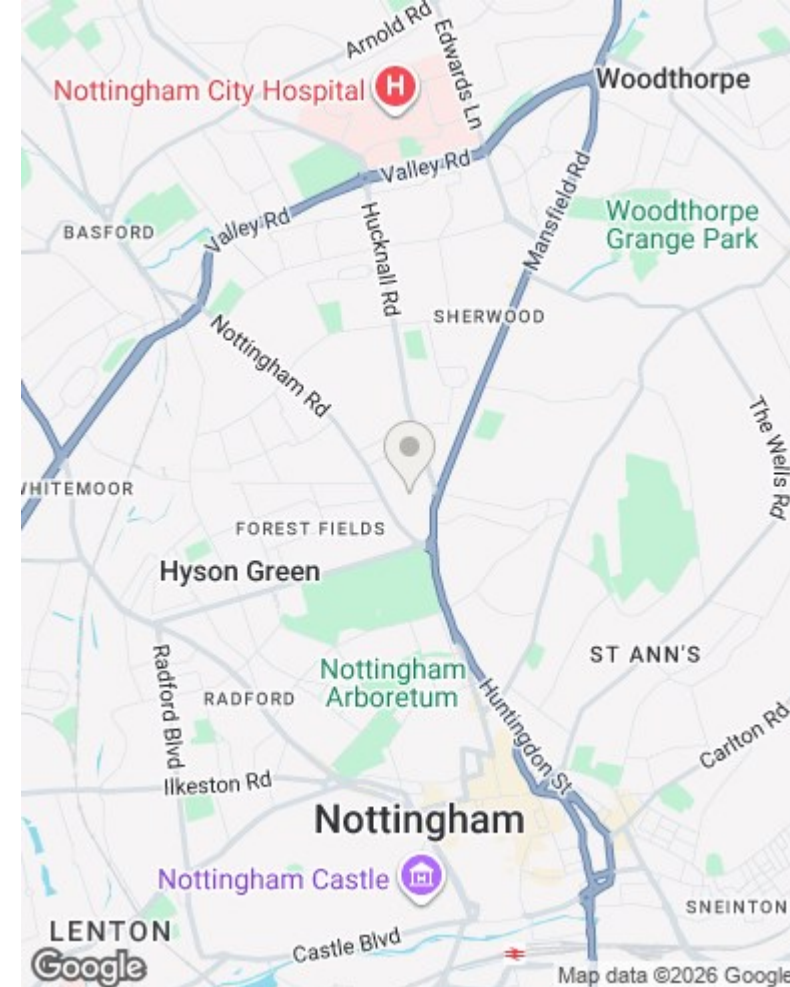 Arnold Rd
Edwards Ln
Nottingham City Hospital
H
Woodthorpe
Valley Rd
Mansfield Rd
Woodthorpe
Grange Park
BASFORD
Valley Rd
Hucknall Rd
SHERWOOD
Nottingham Rd
The Wells Rd
WHITEMOOR
FOREST FIELDS
Hyson Green
ST ANN'S
Nottingham
Arboretum
Radford Blvd
RADFORD
Huntingdon St
Carlton Rd
Ilkeston Rd
Nottingham
Nottingham Castle
SNEINTON
LENTON
Castle Blvd
Google
Map data ©2026 Google